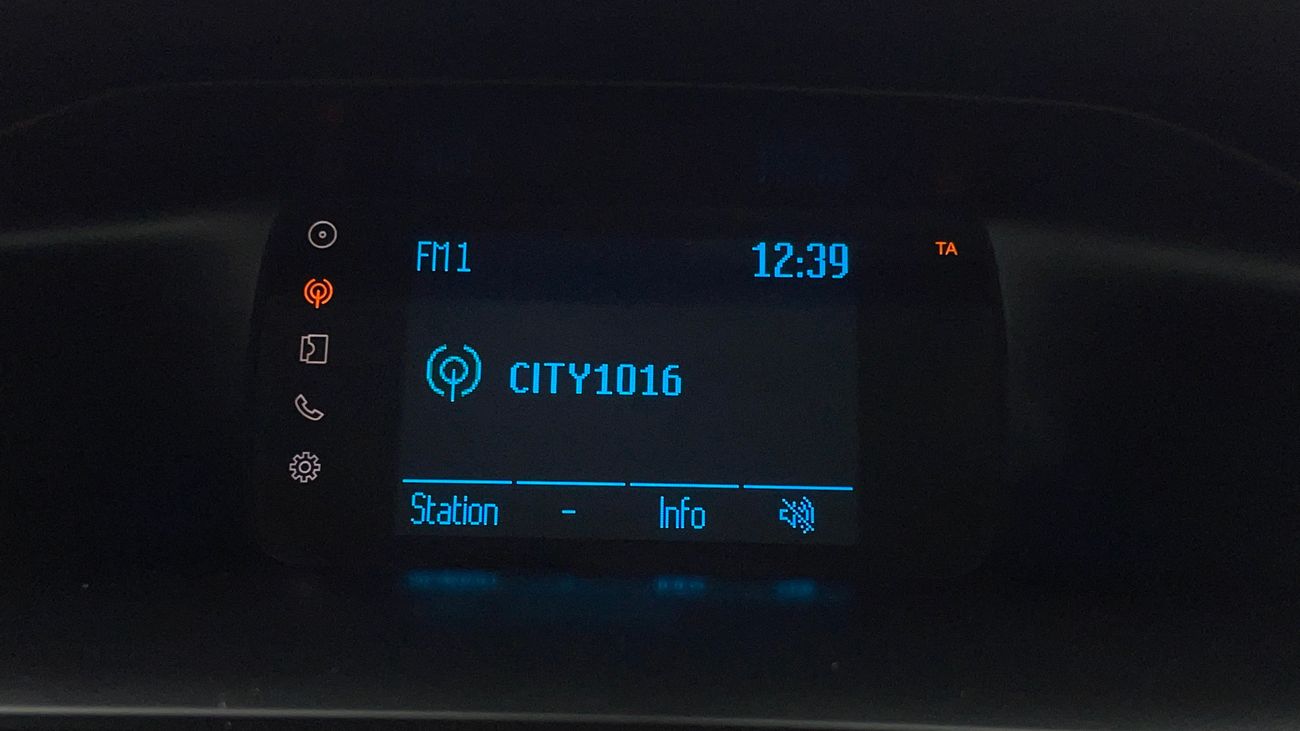 FM1 12:39 TA
CITY1016
Station - Info